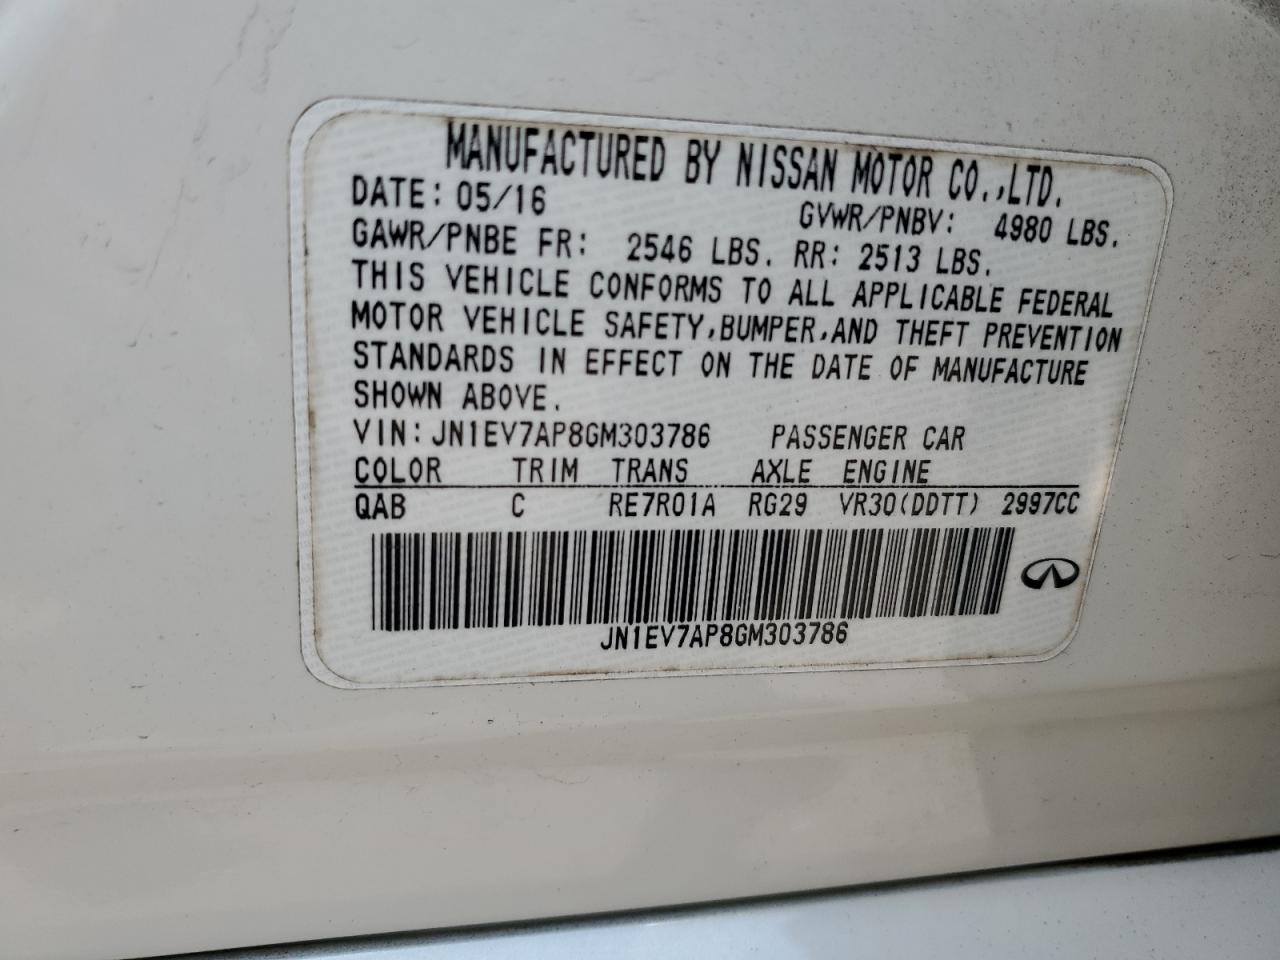 MANUFACTURED BY NISSAN MOTOR CO.,LTD.
DATE: 05/16 GVWR/PNBV: 4980 LBS.
GAWR/PNBE FR: 2546 LBS. RR: 2513 LBS.
THIS VEHICLE CONFORMS TO ALL APPLICABLE FEDERAL
MOTOR VEHICLE SAFETY,BUMPER,AND THEFT PREVENTION
STANDARDS IN EFFECT ON THE DATE OF MANUFACTURE
SHOWN ABOVE.
VIN: JN1EV7AP8GM303786 PASSENGER CAR
COLOR TRIM TRANS AXLE ENGINE
QAB C RE7R01A RG29 VR30(DDTT) 2997CC
JN1EV7AP8GM303786